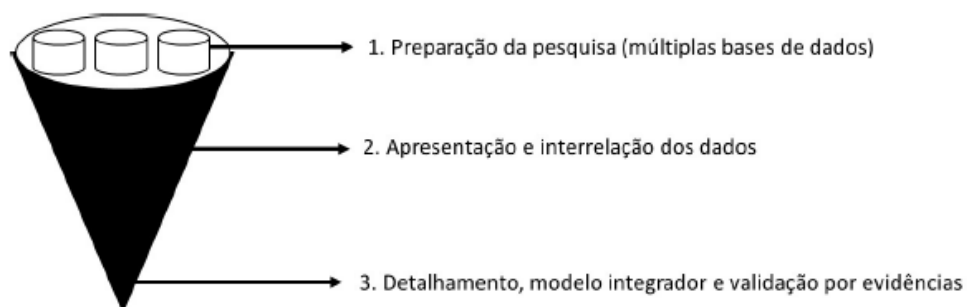 1. Preparação da pesquisa (múltiplas bases de dados)
2. Apresentação e interrelação dos dados
3. Detalhamento, modelo integrador e validação por evidências